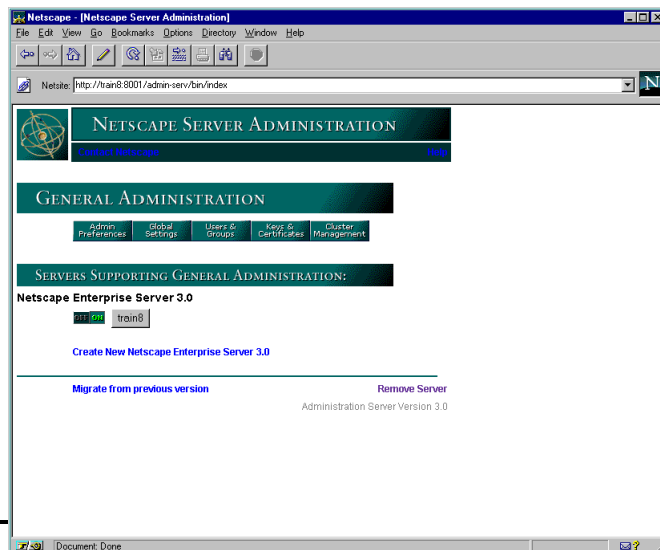 Netscape - [Netscape Server Administration]
File Edit View Go Bookmarks Options Directory Window Help
Netsite: http://train8:8001/admin-serv/bin/index
N
NETSCAPE SERVER ADMINISTRATION
Contact Netscape Help
GENERAL ADMINISTRATION
Admin Preferences Global Settings Users & Groups Keys & Certificates Cluster Management
SERVERS SUPPORTING GENERAL ADMINISTRATION:
Netscape Enterprise Server 3.0
OFF ON train8
Create New Netscape Enterprise Server 3.0
Migrate from previous version Remove Server
Administration Server Version 3.0
Document: Done